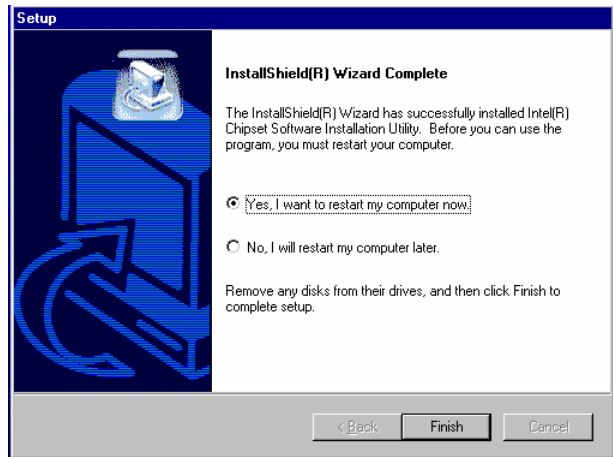 Setup
InstallShield(R) Wizard Complete
The InstallShield(R) Wizard has successfully installed Intel(R)
Chipset Software Installation Utility.  Before you can use the
program, you must restart your computer.
Yes, I want to restart my computer now.
No, I will restart my computer later.
Remove any disks from their drives, and then click Finish to
complete setup.
< Back
Finish
Cancel